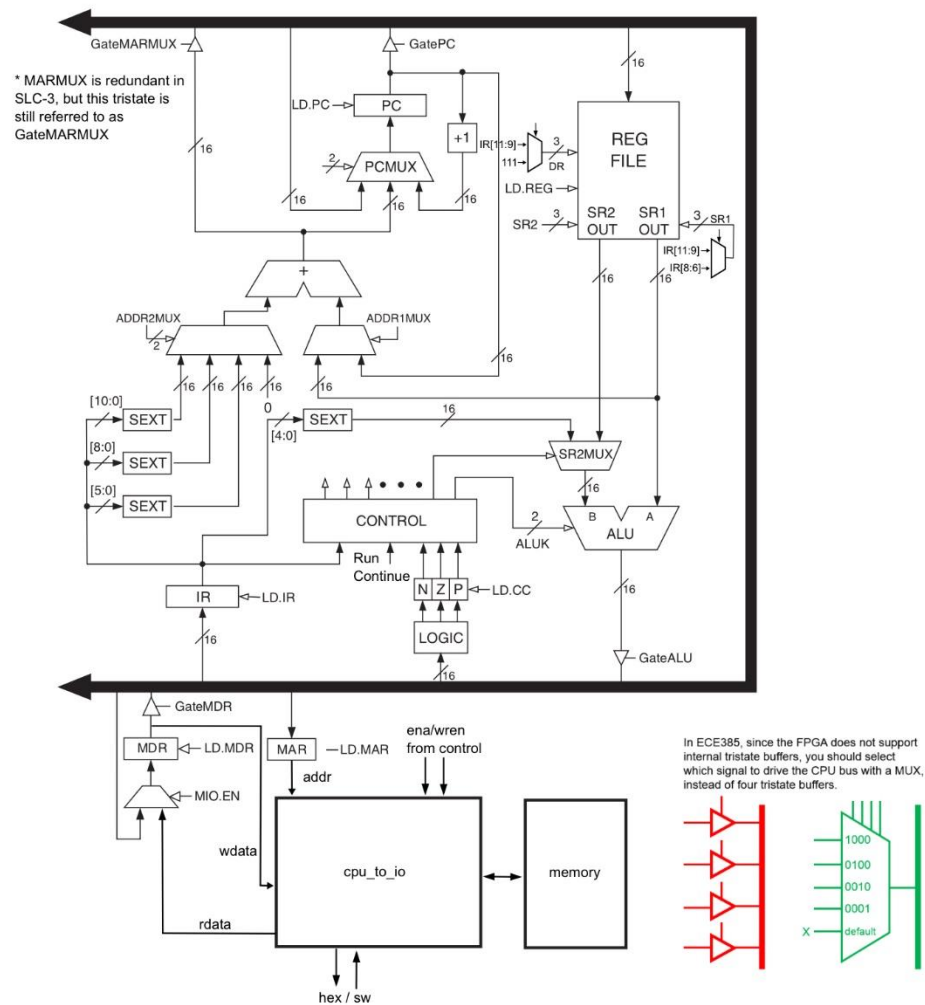 GateMARMUX
GatePC
16
* MARMUX is redundant in
SLC-3, but this tristate is
still referred to as
GateMARMUX
LD.PC
PC
+1
16
2
PCMUX
16
16
16
IR[11:9]
111
3
DR
REG
FILE
LD.REG
SR2
3
SR2
OUT
SR1
OUT
3
SR1
IR[11:9]
IR[8:6]
16
16
+
ADDR2MUX
2
ADDR1MUX
16
16
16
16
16
16
0
[10:0]
SEXT
[4:0]
SEXT
16
[8:0]
SEXT
SR2MUX
16
[5:0]
SEXT
CONTROL
2
ALUK
B
A
ALU
Run
Continue
IR
LD.IR
N
Z
P
LD.CC
16
LOGIC
16
16
GateALU
GateMDR
MDR
LD.MDR
MAR
LD.MAR
addr
ena/wren
from control
MIO.EN
wdata
cpu_to_io
memory
rdata
hex / sw
In ECE385, since the FPGA does not support
internal tristate buffers, you should select
which signal to drive the CPU bus with a MUX,
instead of four tristate buffers.
1000
0100
0010
0001
X
default